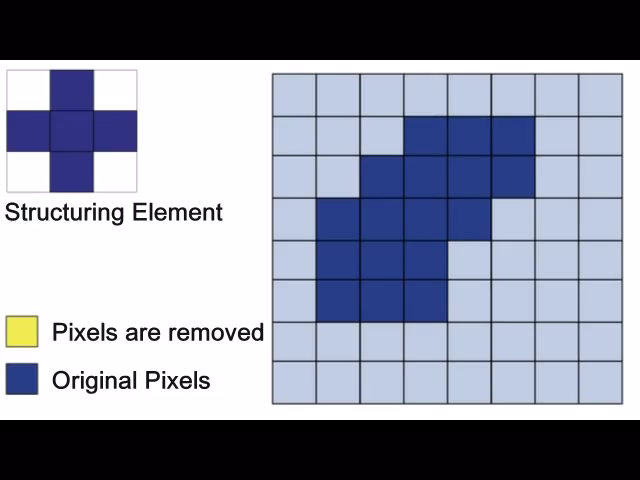 Structuring Element
Pixels are removed
Original Pixels